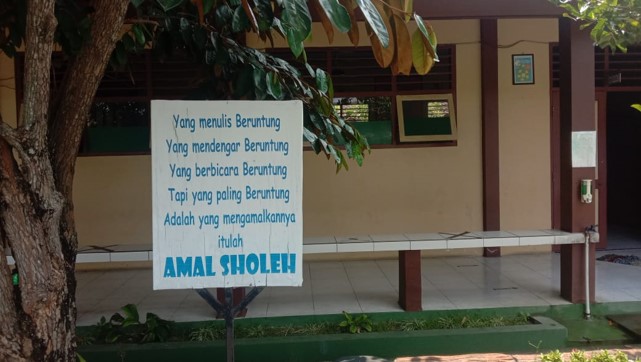 Yang menulis Beruntung
Yang mendengar Beruntung
Yang berbicara Beruntung
Tapi yang paling Beruntung
Adalah yang mengamalkannya
itulah
AMAL SHOLEH